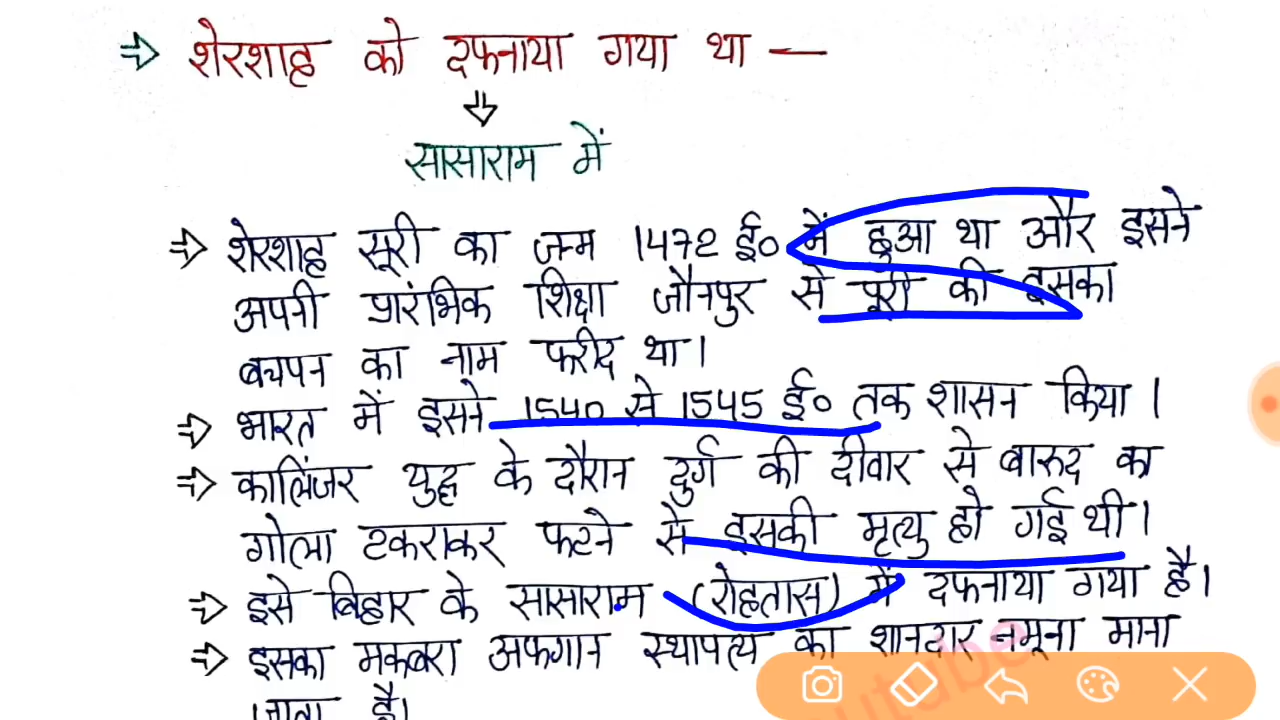 ⇒ शेरशाह को दफनाया गया था —
सासाराम में
⇒ शेरशाह सूरी का जन्म 1472 ई० में हुआ था और इसने
अपनी प्रारंभिक शिक्षा जौनपुर से पूरी की इसका
बचपन का नाम फरीद था।
⇒ भारत में इसने 1540 से 1545 ई० तक शासन किया।
⇒ कालिंजर युद्ध के दौरान दुर्ग की दीवार से बारुद का
गोला टकराकर फटने से इसकी मृत्यु हो गई थी।
⇒ इसे बिहार के सासाराम (रोहतास) में दफनाया गया है।
⇒ इसका मकबरा अफगान स्थापत्य का शानदार नमूना माना
जाता है।